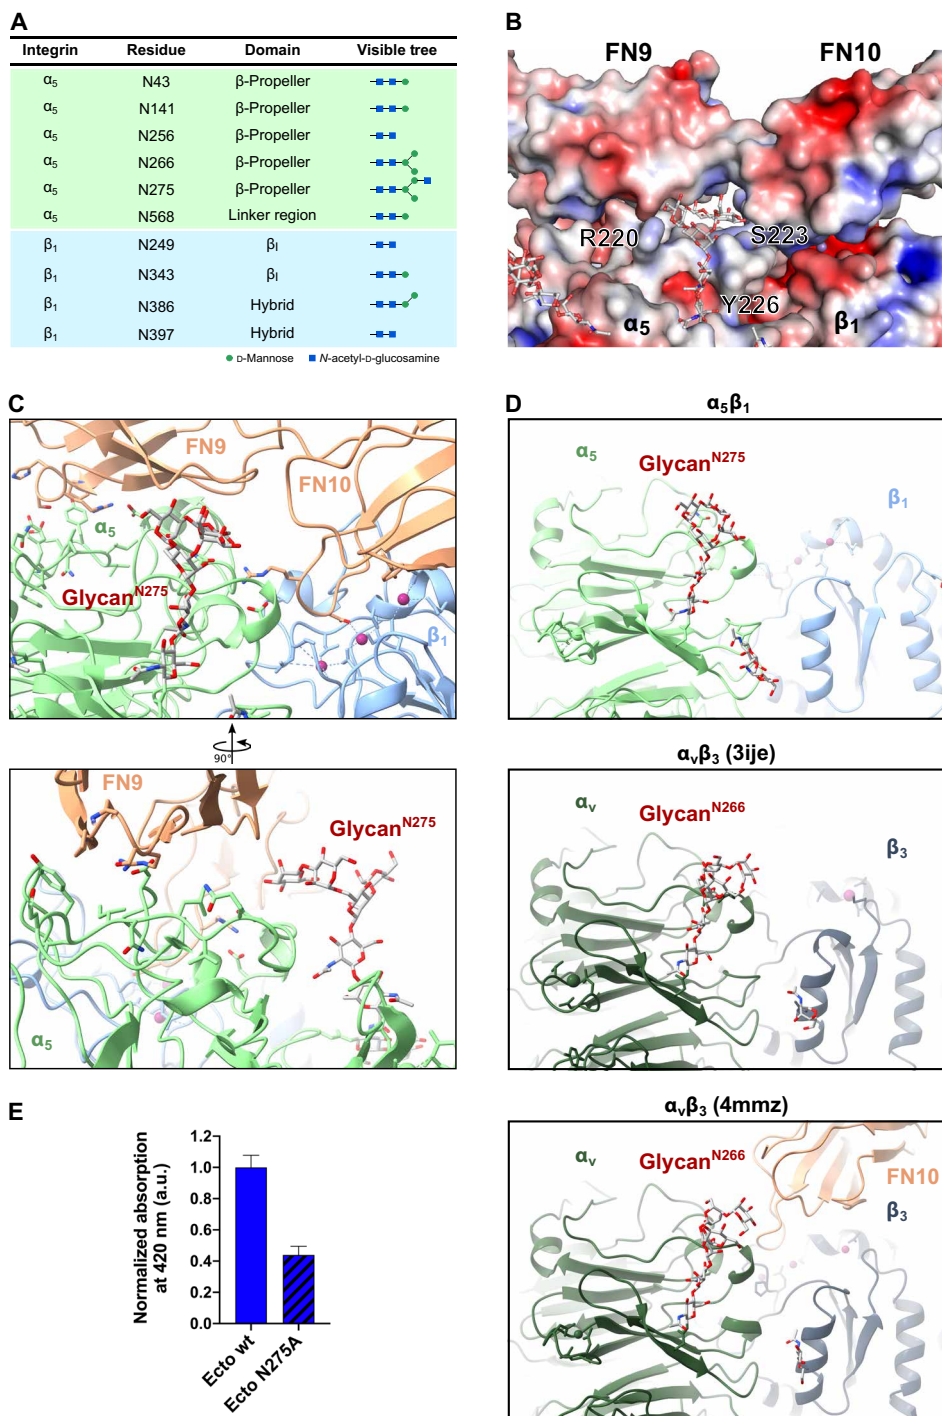 A
Integrin Residue Domain Visible tree
α5 N43 β-Propeller
α5 N141 β-Propeller
α5 N256 β-Propeller
α5 N266 β-Propeller
α5 N275 β-Propeller
α5 N568 Linker region
β1 N249 βI
β1 N343 βI
β1 N386 Hybrid
β1 N397 Hybrid
D-Mannose N-acetyl-D-glucosamine
B
FN9 FN10
R220 S223
Y226
α5 β1
C
FN9
FN10
α5
GlycanN275
β1
90°
FN9
GlycanN275
α5
D
α5β1
α5 GlycanN275
β1
αvβ3 (3ije)
αv GlycanN266
β3
αvβ3 (4mmz)
αv GlycanN266
FN10
β3
E
Normalized absorption
at 420 nm (a.u.)
1.2
1.0
0.8
0.6
0.4
0.2
0.0
Ecto wt
Ecto N275A